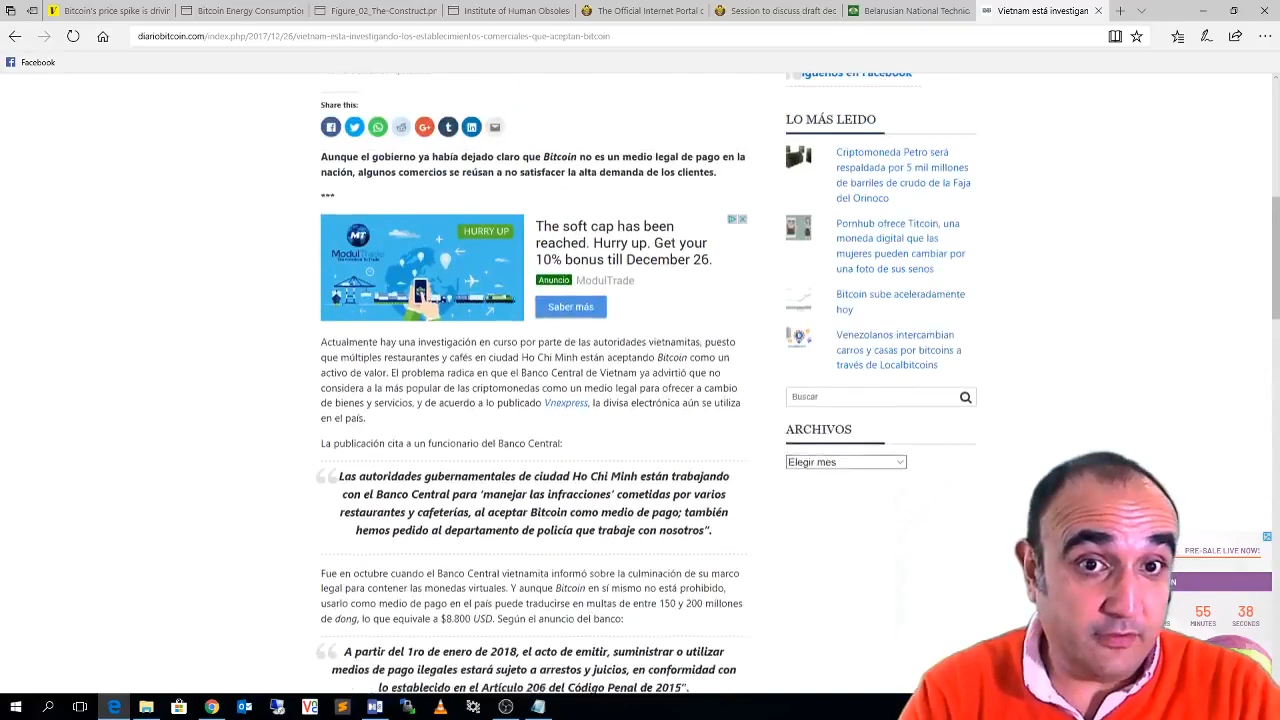 Bitcoin's price spike is drivin
Bitcoin Energy Consumption
Figure_02_The-proport
Institute of Human Obsoles
The Official Internet Portal c
Session to discuss draft dec
Belarusian National Technic
Vietnam está investigand
diariobitcoin.com/index.php/2017/12/26/vietnam-esta-investigando-los-establecimientos-comerciales-que-aceptan-bitcoin
Facebook
Share this:
Aunque el gobierno ya había dejado claro que Bitcoin no es un medio legal de pago en la
nación, algunos comercios se reúsan a no satisfacer la alta demanda de los clientes.
***
MT
ModulTrade
HURRY UP
The soft cap has been
reached. Hurry up. Get your
10% bonus till December 26.
Anuncio ModulTrade
Saber más
Actualmente hay una investigación en curso por parte de las autoridades vietnamitas, puesto
que múltiples restaurantes y cafés en ciudad Ho Chi Minh están aceptando Bitcoin como un
activo de valor. El problema radica en que el Banco Central de Vietnam ya advirtió que no
considera a la más popular de las criptomonedas como un medio legal para ofrecer a cambio
de bienes y servicios, y de acuerdo a lo publicado Vnexpress, la divisa electrónica aún se utiliza
en el país.
La publicación cita a un funcionario del Banco Central:
Las autoridades gubernamentales de ciudad Ho Chi Minh están trabajando
con el Banco Central para ‘manejar las infracciones’ cometidas por varios
restaurantes y cafeterías, al aceptar Bitcoin como medio de pago; también
hemos pedido al departamento de policía que trabaje con nosotros”.
Fue en octubre cuando el Banco Central vietnamita informó sobre la culminación de su marco
legal para contener las monedas virtuales. Y aunque Bitcoin en sí mismo no está prohibido,
usarlo como medio de pago en el país puede traducirse en multas de entre 150 y 200 millones
de dong, lo que equivale a $8.800 USD. Según el anuncio del banco:
A partir del 1ro de enero de 2018, el acto de emitir, suministrar o utilizar
medios de pago ilegales estará sujeto a arrestos y juicios, en conformidad con
lo establecido en el Artículo 206 del Código Penal de 2015”.
íguenos en Facebook
LO MÁS LEIDO
Criptomoneda Petro será
respaldada por 5 mil millones
de barriles de crudo de la Faja
del Orinoco
Pornhub ofrece Titcoin, una
moneda digital que las
mujeres pueden cambiar por
una foto de sus senos
Bitcoin sube aceleradamente
hoy
Venezolanos intercambian
carros y casas por bitcoins a
través de Localbitcoins
Buscar
ARCHIVOS
Elegir mes
PRE-SALE LIVE NOW!
55 38
MINUTES SECONDS